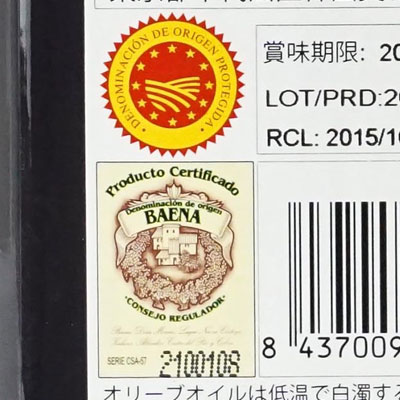 賞味期限: 20
DENOMINACIÓN DE ORIGEN PROTEGIDA
LOT/PRD:20
RCL: 2015/10
Producto Certificado
Denominación de origen
BAENA
CONSEJO REGULADOR
SERIE CSA-57
210010S
8 437009
オリーブオイルは低温で白濁する